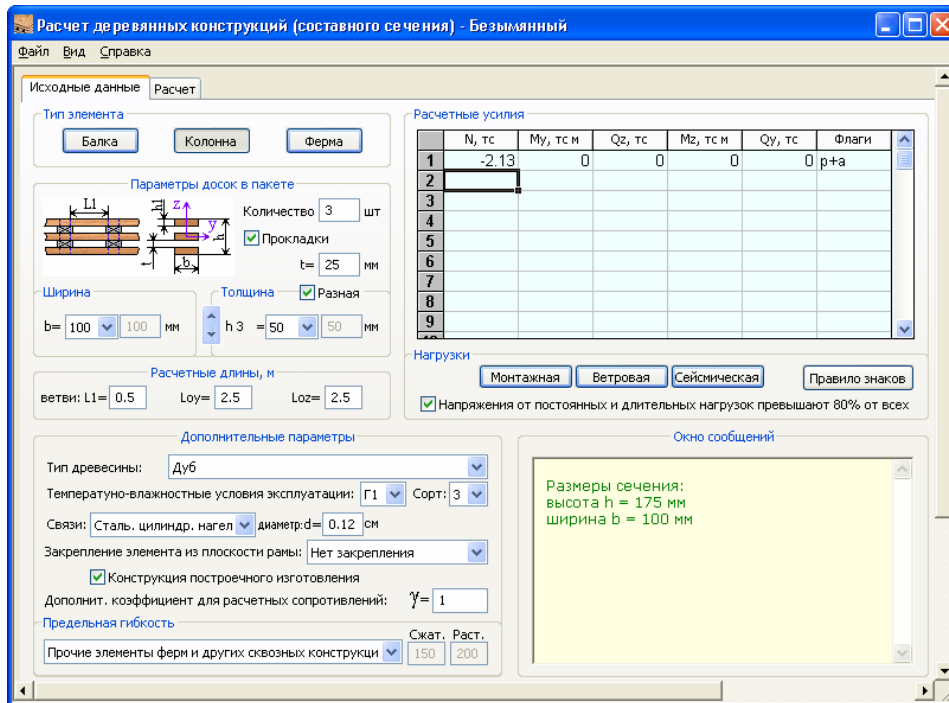 Расчет деревянных конструкций (составного сечения) - Безымянный
Файл Вид Справка
Исходные данные Расчет
Тип элемента
Балка Колонна Ферма
Параметры досок в пакете
L1 h1 z y h t b
Количество 3 шт
Прокладки
t= 25 мм
Ширина
b= 100 100 мм
Толщина Разная
h 3 = 50 50 мм
Расчетные длины, м
ветви: L1= 0.5 Loy= 2.5 Loz= 2.5
Расчетные усилия
N, тс My, тс м Qz, тс Mz, тс м Qy, тс Флаги
1 -2.13 0 0 0 0 p+a
2
3
4
5
6
7
8
9
Нагрузки
Монтажная Ветровая Сейсмическая Правило знаков
Напряжения от постоянных и длительных нагрузок превышают 80% от всех
Дополнительные параметры
Тип древесины: Дуб
Температуно-влажностные условия эксплуатации: Г1 Сорт: 3
Связи: Сталь. цилиндр. нагел диаметр:d= 0.12 см
Закрепление элемента из плоскости рамы: Нет закрепления
Конструкция построечного изготовления
Дополнит. коэффициент для расчетных сопротивлений: γ= 1
Предельная гибкость
Сжат. Раст.
Прочие элементы ферм и других сквозных конструкци 150 200
Окно сообщений
Размеры сечения:
высота h = 175 мм
ширина b = 100 мм